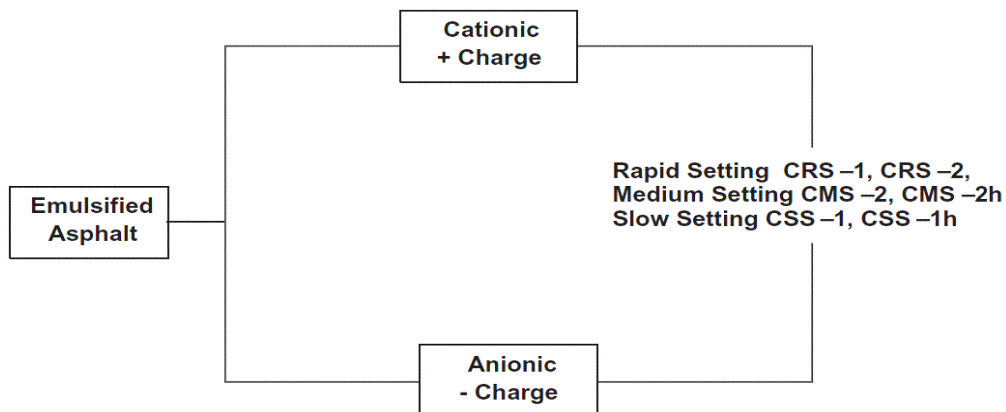 Cationic
+ Charge
Emulsified
Asphalt
Rapid Setting CRS –1, CRS –2,
Medium Setting CMS –2, CMS –2h
Slow Setting CSS –1, CSS –1h
Anionic
- Charge